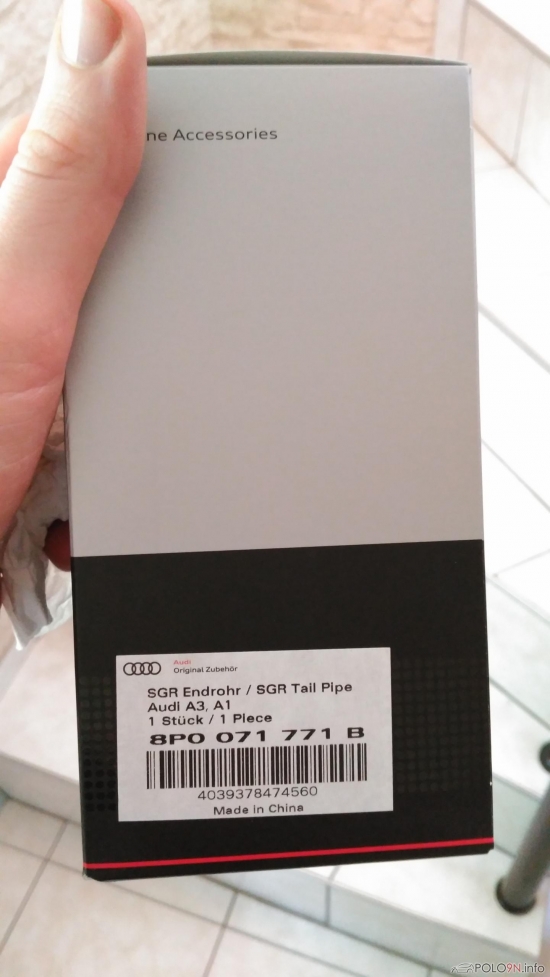 ne Accessories
Audi
Original Zubehör
SGR Endrohr / SGR Tail Pipe
Audi A3, A1
1 Stück / 1 Piece
8P0 071 771 B
4039378474560
Made in China
POLO9N.info